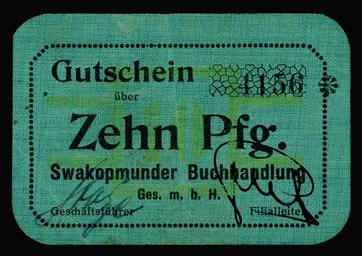 Gutschein 4156
über
Zehn Pfg.
Swakopmunder Buchhandlung
Ges. m. b. H.
Geschäftsführer Filialleiter